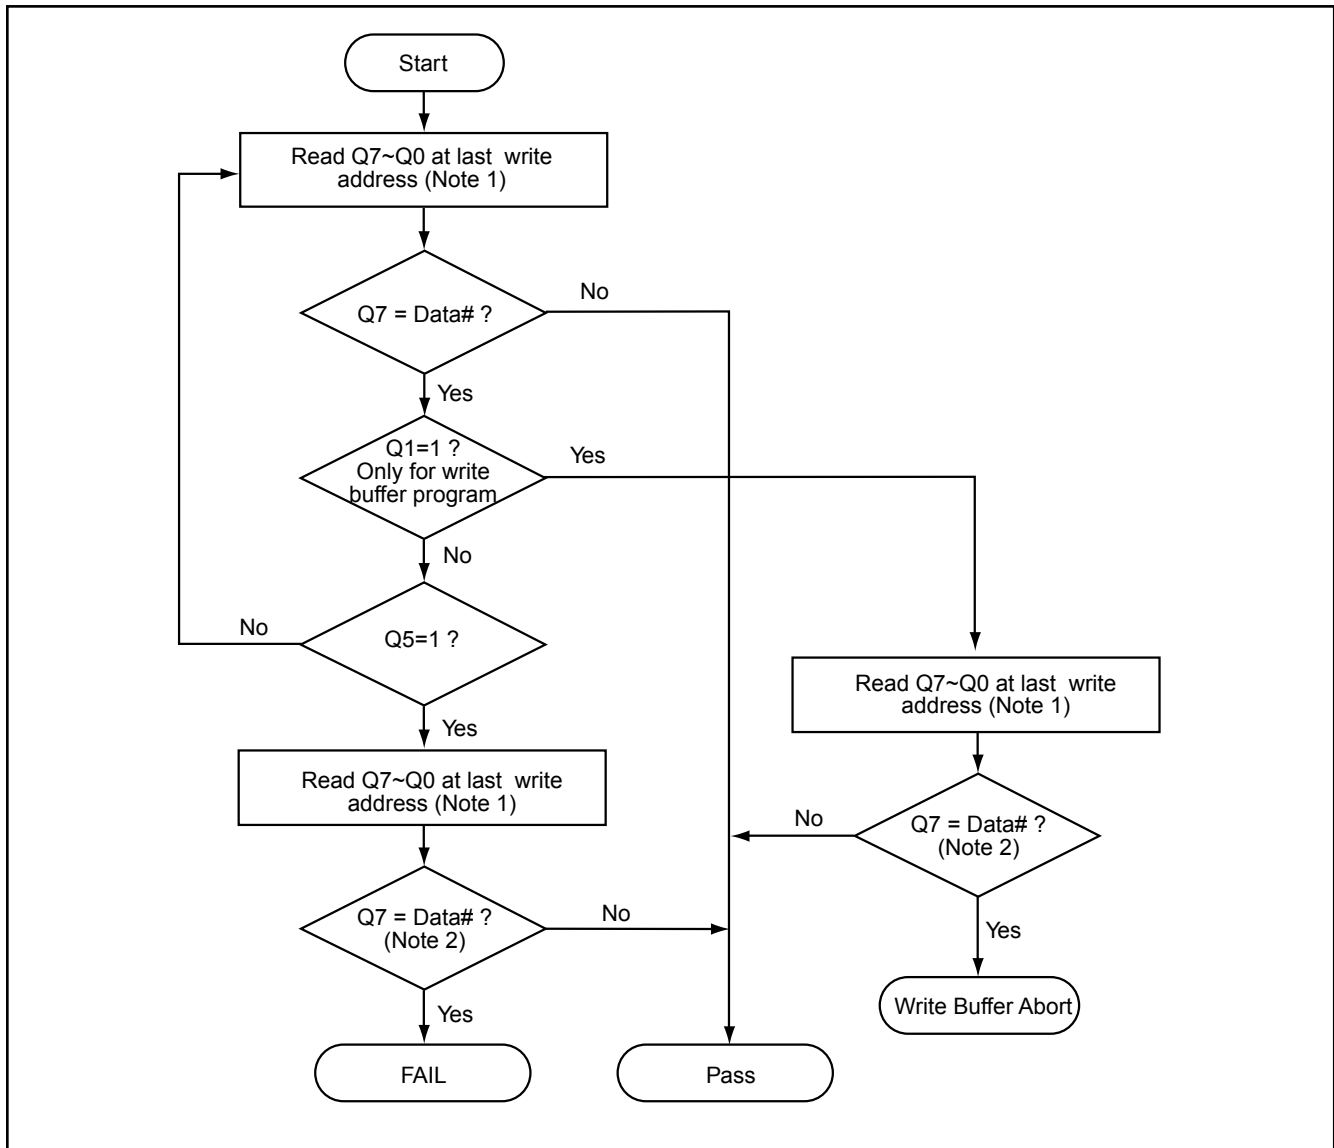 Start
Read Q7~Q0 at last write
address (Note 1)
Q7 = Data# ?
No
Yes
Q1=1 ?
Only for write
buffer program
Yes
No
Q5=1 ?
No
Yes
Read Q7~Q0 at last write
address (Note 1)
Read Q7~Q0 at last write
address (Note 1)
Q7 = Data# ?
(Note 2)
No
Yes
Q7 = Data# ?
(Note 2)
No
Yes
Write Buffer Abort
FAIL
Pass